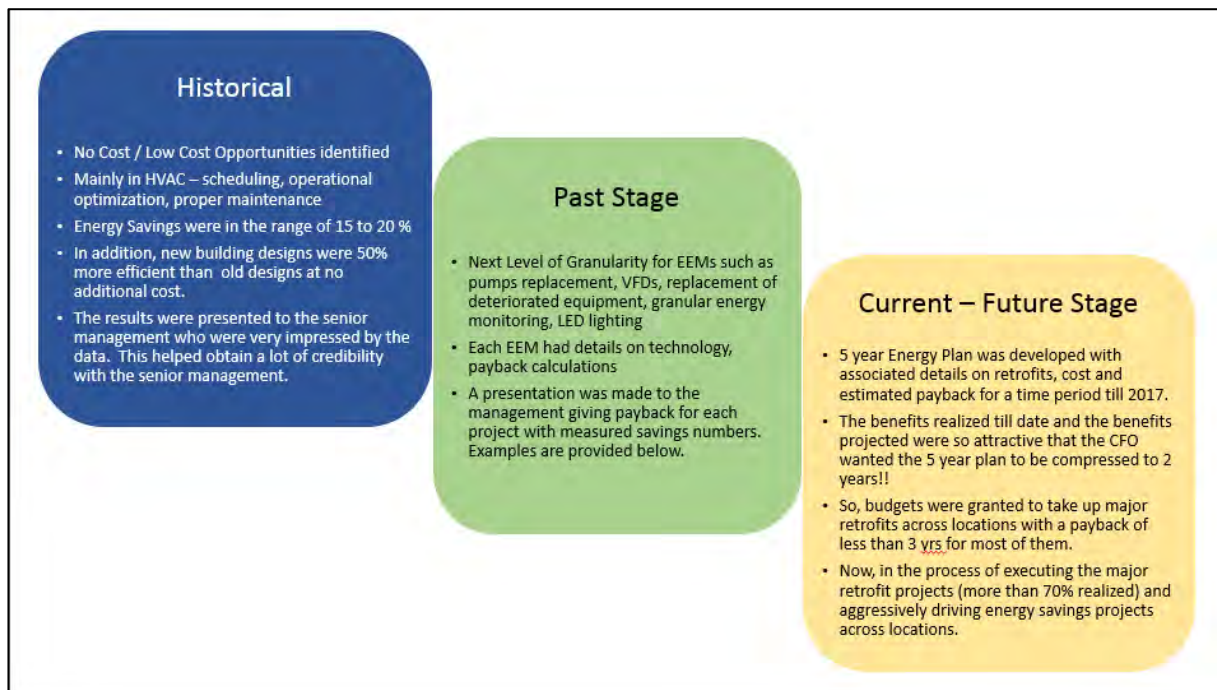 Historical
• No Cost / Low Cost Opportunities identified
• Mainly in HVAC – scheduling, operational
optimization, proper maintenance
• Energy Savings were in the range of 15 to 20 %
• In addition, new building designs were 50%
more efficient than old designs at no
additional cost.
• The results were presented to the senior
management who were very impressed by the
data. This helped obtain a lot of credibility
with the senior management.
Past Stage
• Next Level of Granularity for EEMs such as
pumps replacement, VFDs, replacement of
deteriorated equipment, granular energy
monitoring, LED lighting
• Each EEM had details on technology,
payback calculations
• A presentation was made to the
management giving payback for each
project with measured savings numbers.
Examples are provided below.
Current – Future Stage
• 5 year Energy Plan was developed with
associated details on retrofits, cost and
estimated payback for a time period till 2017.
• The benefits realized till date and the benefits
projected were so attractive that the CFO
wanted the 5 year plan to be compressed to 2
years!!
• So, budgets were granted to take up major
retrofits across locations with a payback of
less than 3 yrs for most of them.
• Now, in the process of executing the major
retrofit projects (more than 70% realized) and
aggressively driving energy savings projects
across locations.